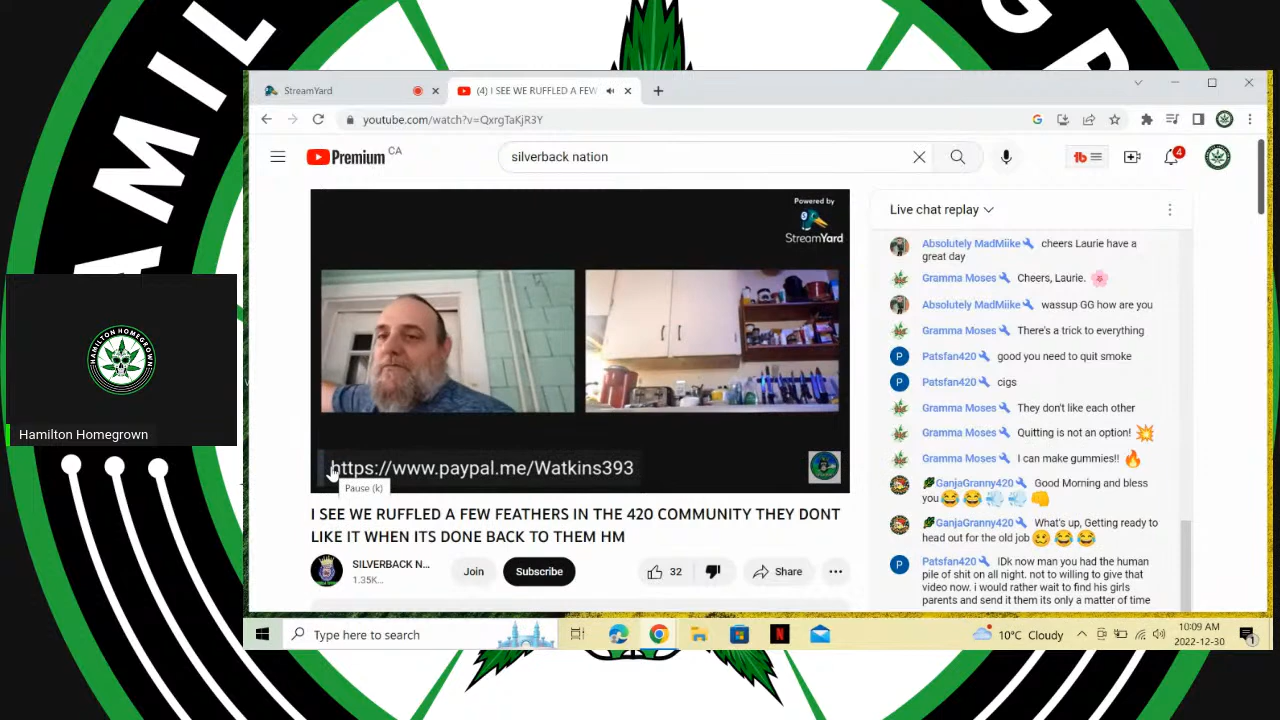 HAMIL
GR
StreamYard
(4) I SEE WE RUFFLED A FEW
youtube.com/watch?v=QxrgTaKjR3Y
Premium CA
silverback nation
4
Powered by
StreamYard
https://www.paypal.me/Watkins393
Pause (k)
I SEE WE RUFFLED A FEW FEATHERS IN THE 420 COMMUNITY THEY DONT
LIKE IT WHEN ITS DONE BACK TO THEM HM
SILVERBACK N...
1.35K...
Join
Subscribe
32
Share
Live chat replay
Absolutely MadMiike cheers Laurie have a
great day
Gramma Moses Cheers, Laurie.
Absolutely MadMiike wassup GG how are you
Gramma Moses There's a trick to everything
P Patsfan420 good you need to quit smoke
P Patsfan420 cigs
Gramma Moses They don't like each other
Gramma Moses Quitting is not an option!
Gramma Moses I can make gummies!!
GanjaGranny420 Good Morning and bless
you
GanjaGranny420 What's up, Getting ready to
head out for the old job
P Patsfan420 iDk now man you had the human
pile of shit on all night. not to willing to give that
video now. i would rather wait to find his girls
parents and send it them its only a matter of time
HAMILTON HOMEGROWN
Hamilton Homegrown
Type here to search
N
10°C Cloudy
10:09 AM
2022-12-30
1